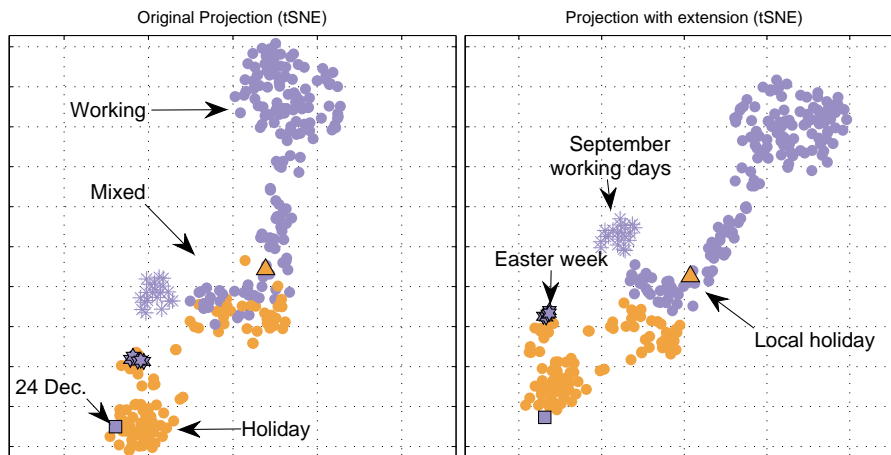 Original Projection (tSNE)
Projection with extension (tSNE)
Working
September
working days
Mixed
Easter week
Local holiday
24 Dec.
Holiday